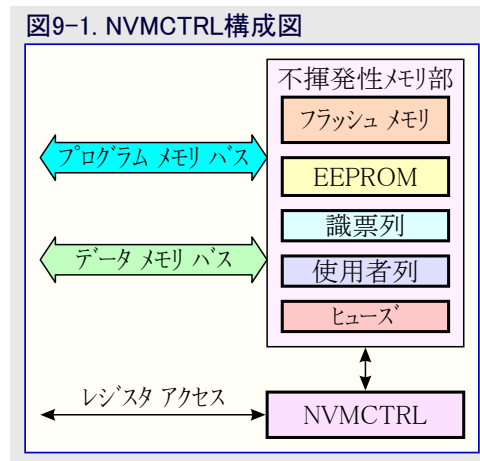 図9-1. NVMCTRL構成図
不揮発性メモリ部
フラッシュ メモリ
プログラム メモリ バス
EEPROM
識票列
データ メモリ バス
使用者列
ヒューズ
レジスタ アクセス
NVMCTRL